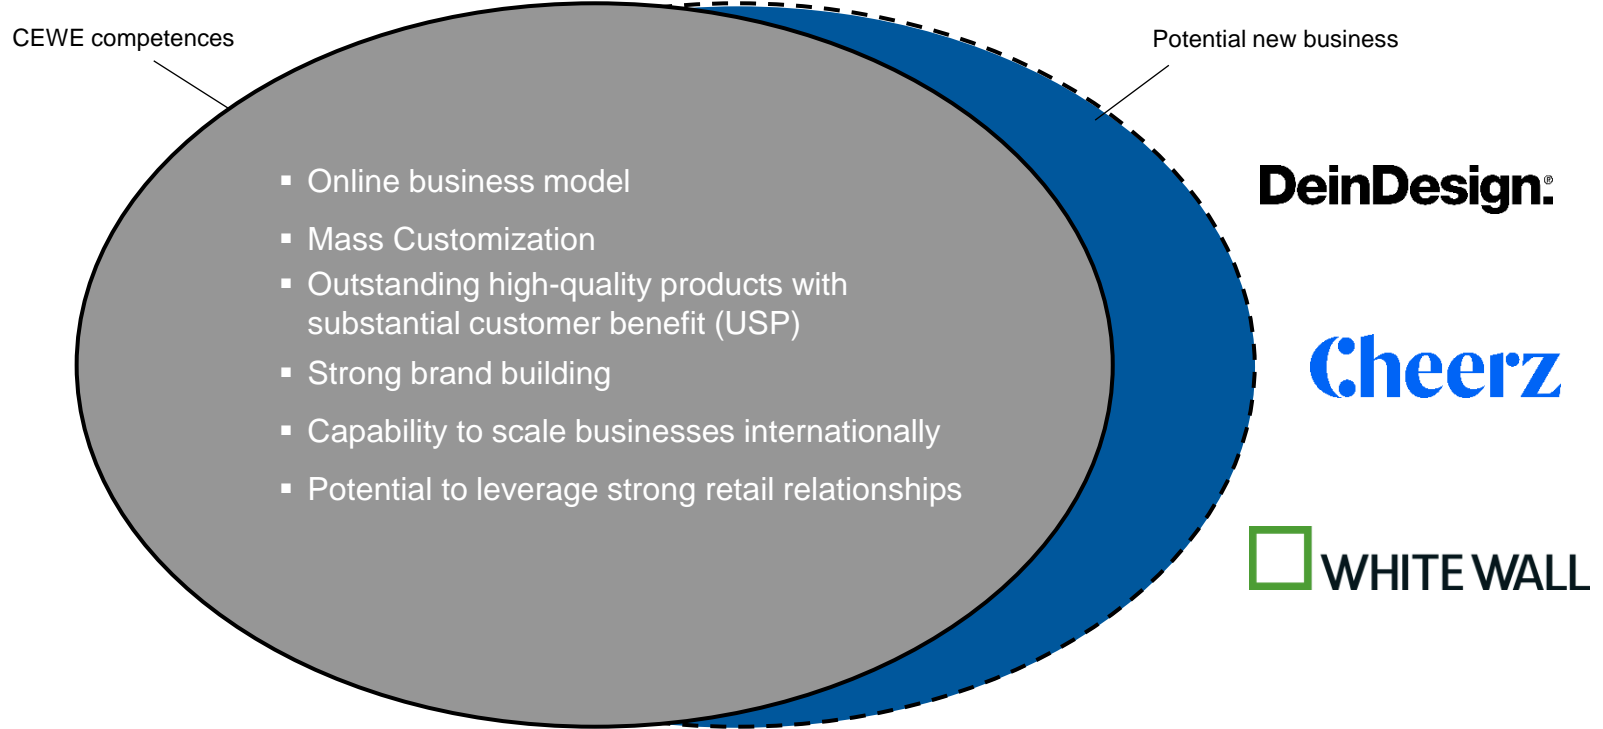 CEWE competences
Potential new business
▪ Online business model
▪ Mass Customization
▪ Outstanding high-quality products with
substantial customer benefit (USP)
▪ Strong brand building
▪ Capability to scale businesses internationally
▪ Potential to leverage strong retail relationships
DeinDesign.®
Cheerz
WHITE WALL